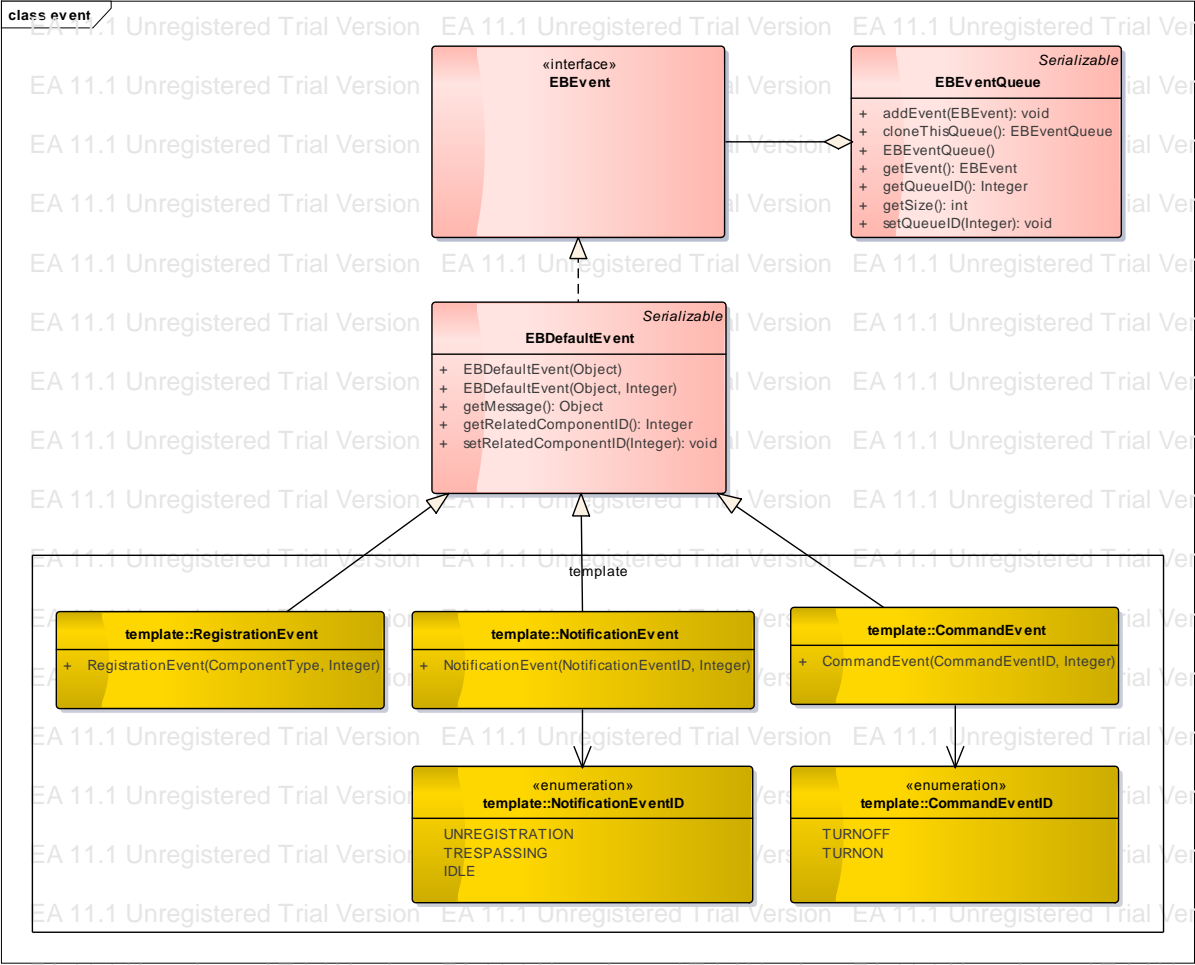 class event
«interface»
EBEvent
Serializable
EBEventQueue
+ addEvent(EBEvent): void
+ cloneThisQueue(): EBEventQueue
+ EBEventQueue()
+ getEvent(): EBEvent
+ getQueueID(): Integer
+ getSize(): int
+ setQueueID(Integer): void
Serializable
EBDefaultEvent
+ EBDefaultEvent(Object)
+ EBDefaultEvent(Object, Integer)
+ getMessage(): Object
+ getRelatedComponentID(): Integer
+ setRelatedComponentID(Integer): void
template
template::RegistrationEvent
+ RegistrationEvent(ComponentType, Integer)
template::NotificationEvent
+ NotificationEvent(NotificationEventID, Integer)
template::CommandEvent
+ CommandEvent(CommandEventID, Integer)
«enumeration»
template::NotificationEventID
UNREGISTRATION
TRESPASSING
IDLE
«enumeration»
template::CommandEventID
TURNOFF
TURNON
EA 11.1 Unregistered Trial Version